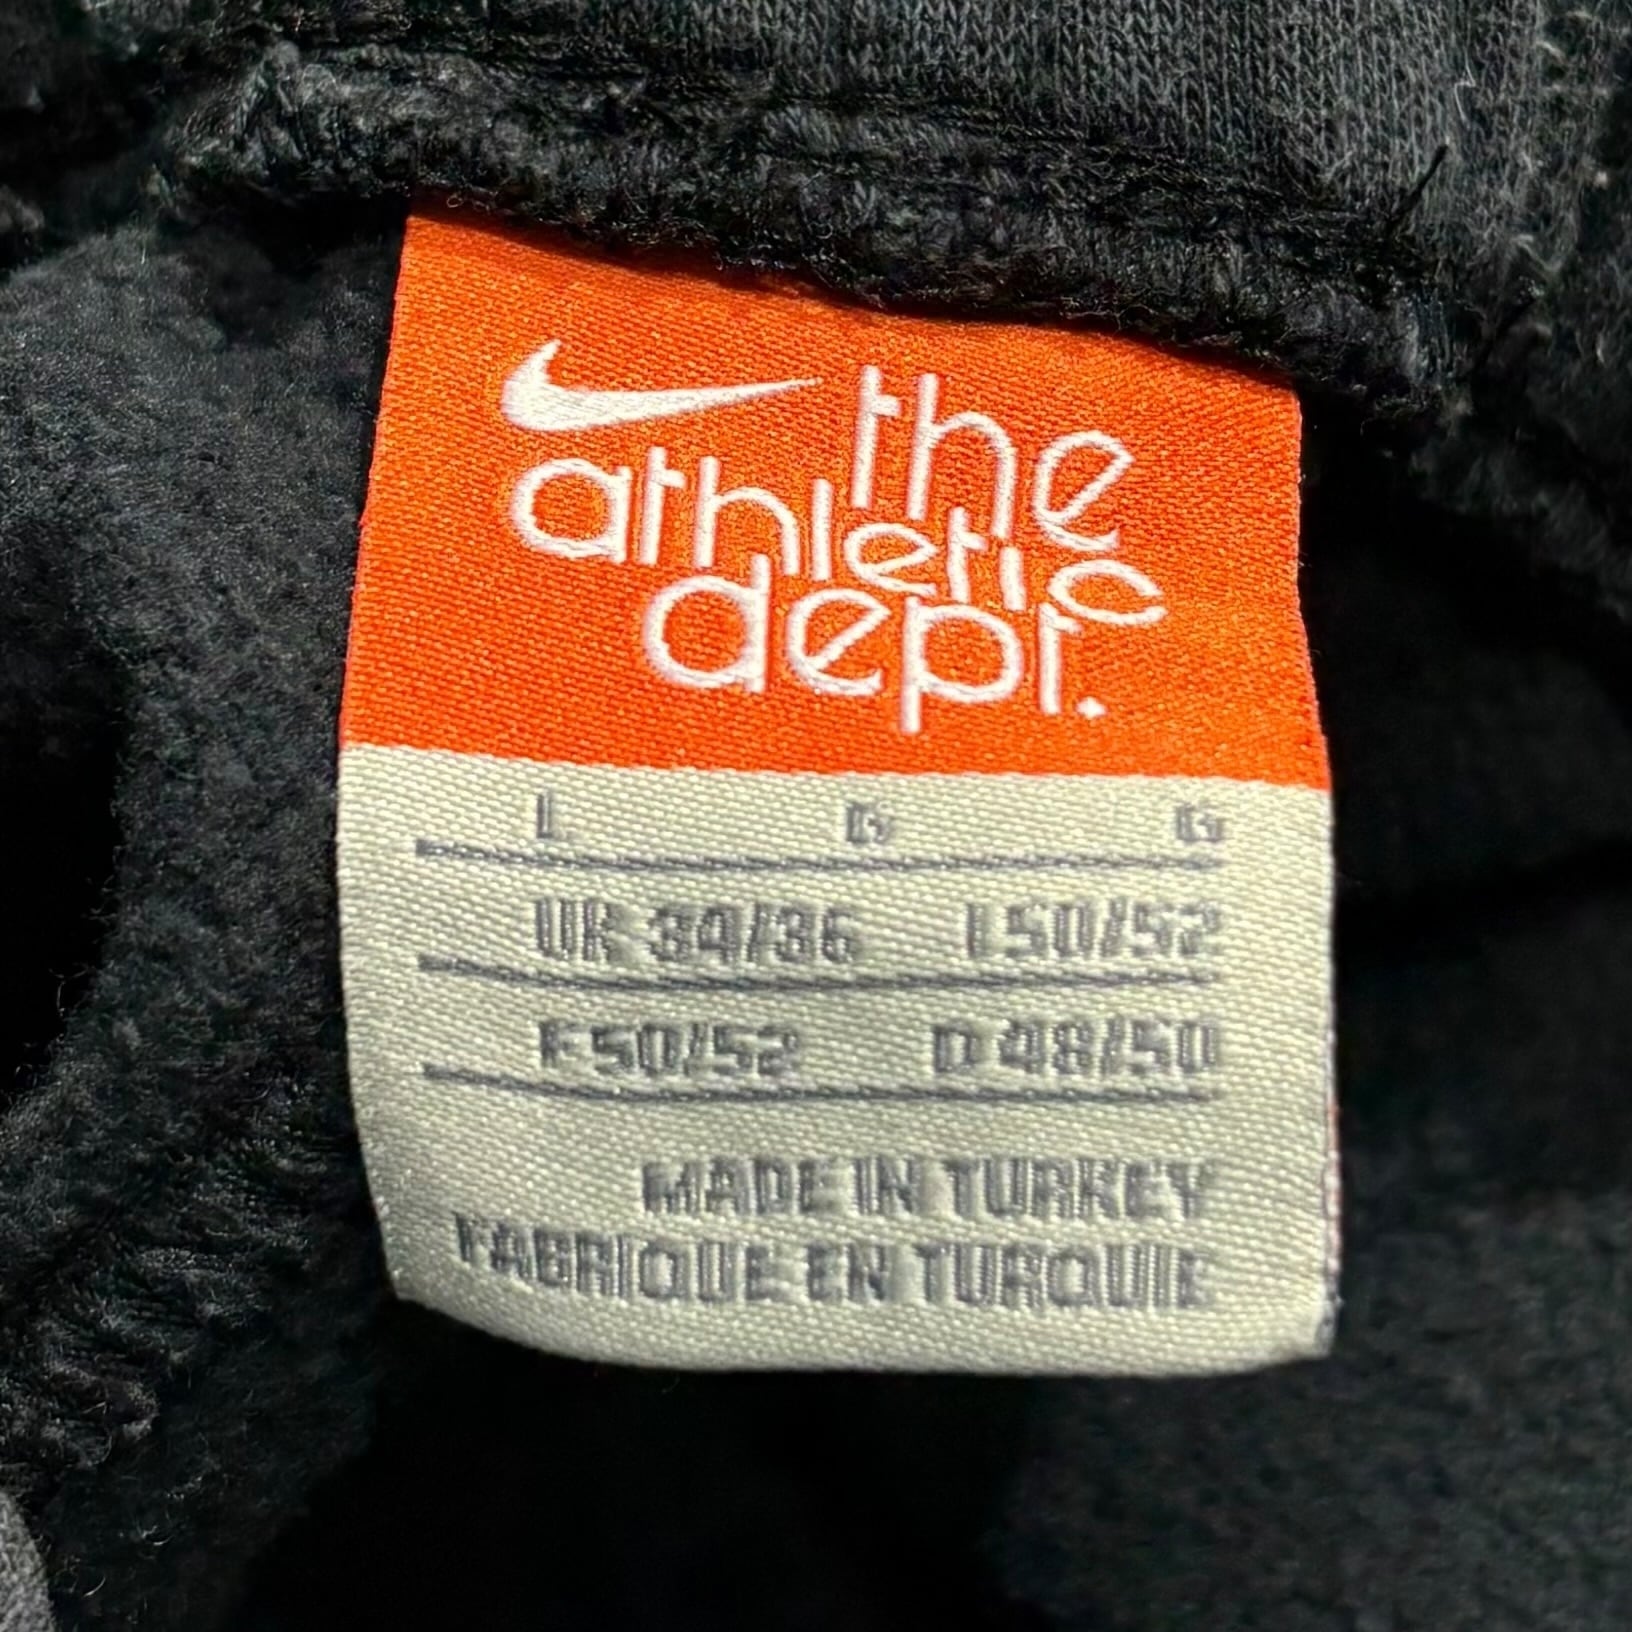 the
athletic
dept.
L G G
UK 34/36 I 50/52
F 50/52 D 48/50
MADE IN TURKEY
FABRIQUE EN TURQUIE